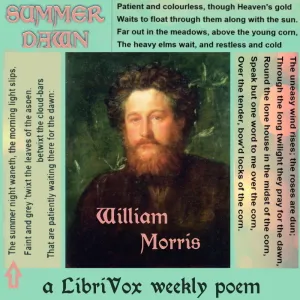 SUMMER
DAWN
The summer night waneth, the morning light slips,
Faint and grey 'twixt the leaves of the aspen,
betwixt the cloud-bars
That are patiently waiting there for the dawn:
Patient and colourless, though Heaven's gold
Waits to float through them along with the sun.
Far out in the meadows, above the young corn,
The heavy elms wait, and restless and cold
The uneasy wind rises; the roses are dun;
Through the long twilight they pray for the dawn,
Round the lone house in the midst of the corn,
Speak but one word to me over the corn,
Over the tender, bow'd locks of the corn.
William
Morris
a LibriVox weekly poem